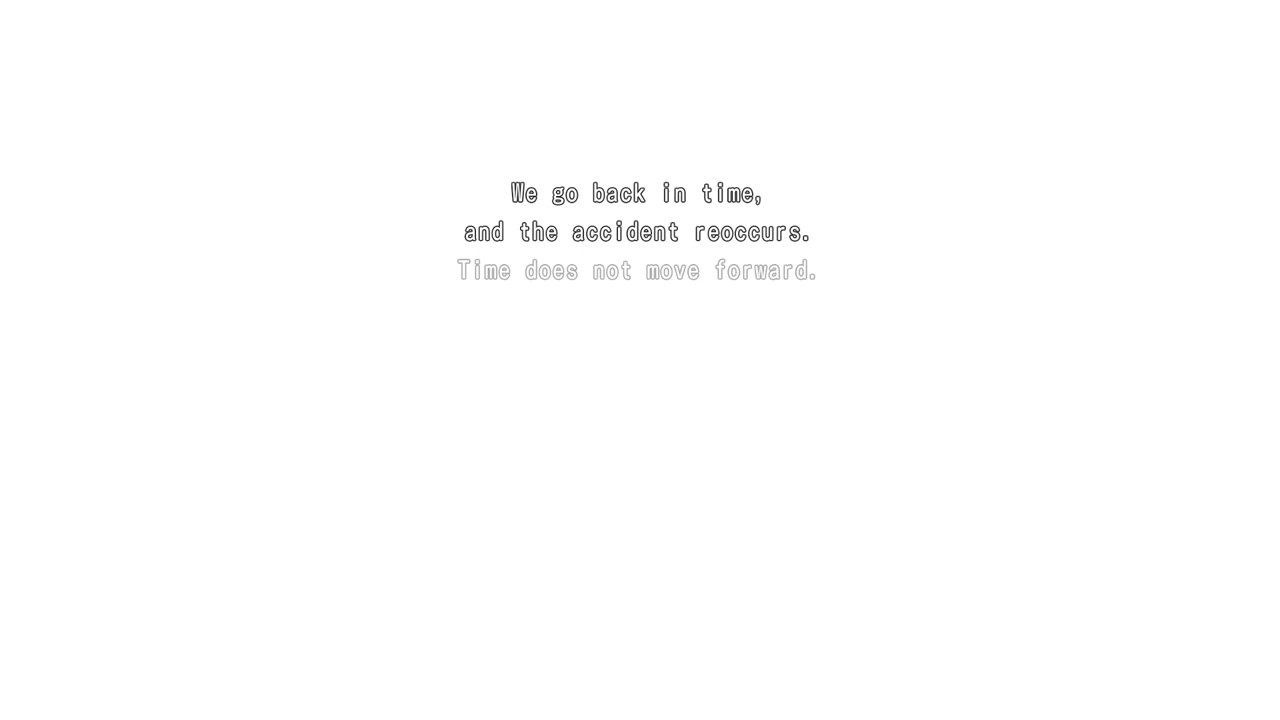 We go back in time,
and the accident reoccurs.
Time does not move forward.